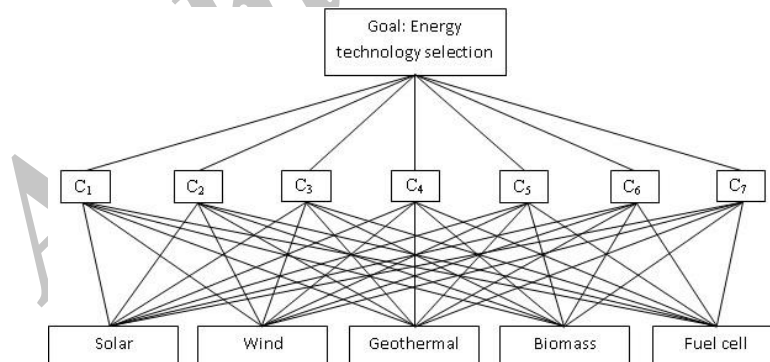 Goal: Energy
technology selection
C1 C2 C3 C4 C5 C6 C7
Solar Wind Geothermal Biomass Fuel cell